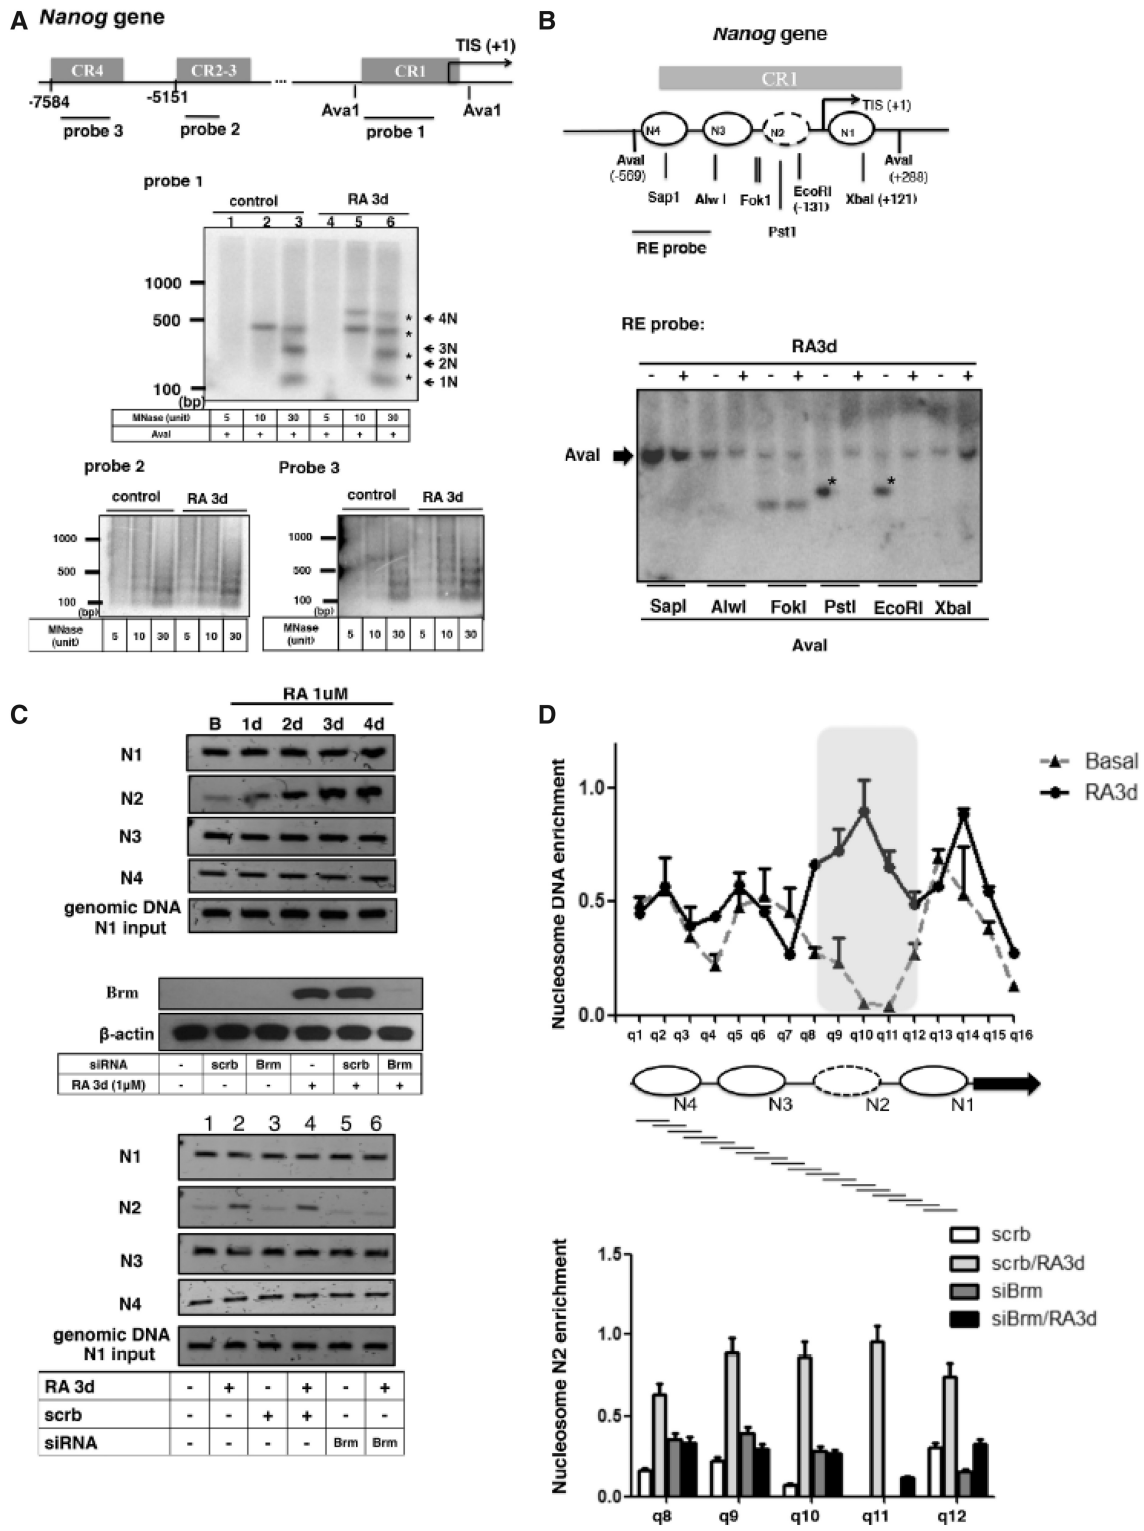 A
Nanog gene
TIS (+1)
CR4
CR2-3
...
CR1
-7584
-5151
Ava1
Ava1
probe 3
probe 2
probe 1
probe 1
control
RA 3d
1 2 3 4 5 6
1000
500
100
(bp)
* 4N
*
3N
* 2N
* 1N
MNase (unit) 5 10 30 5 10 30
AvaI + + + + + +
probe 2
control RA 3d
1000
500
100
(bp)
MNase (unit) 5 10 30 5 10 30
Probe 3
control RA 3d
1000
500
100
(bp)
MNase (unit) 5 10 30 5 10 30
B
Nanog gene
CR1
TIS (+1)
N4 N3 N2 N1
AvaI (-569)
AvaI (+288)
Sap1
Alw I
Fok1
EcoRI (-131)
XbaI (+121)
Pst1
RE probe
RE probe:
RA3d
- + - + - + - + - + - +
AvaI
* *
SapI AlwI FokI PstI EcoRI XbaI
AvaI
C
RA 1uM
B 1d 2d 3d 4d
N1
N2
N3
N4
genomic DNA
N1 input
Brm
β-actin
siRNA - scrb Brm - scrb Brm
RA 3d (1µM) - - - + + +
1 2 3 4 5 6
N1
N2
N3
N4
genomic DNA
N1 input
RA 3d - + - + - +
scrb - - + + - -
siRNA - - - - Brm Brm
D
Nucleosome DNA enrichment
1.0
0.5
0.0
Basal
RA3d
q1 q2 q3 q4 q5 q6 q7 q8 q9 q10 q11 q12 q13 q14 q15 q16
N4 N3 N2 N1
Nucleosome N2 enrichment
1.5
1.0
0.5
0.0
scrb
scrb/RA3d
siBrm
siBrm/RA3d
q8 q9 q10 q11 q12